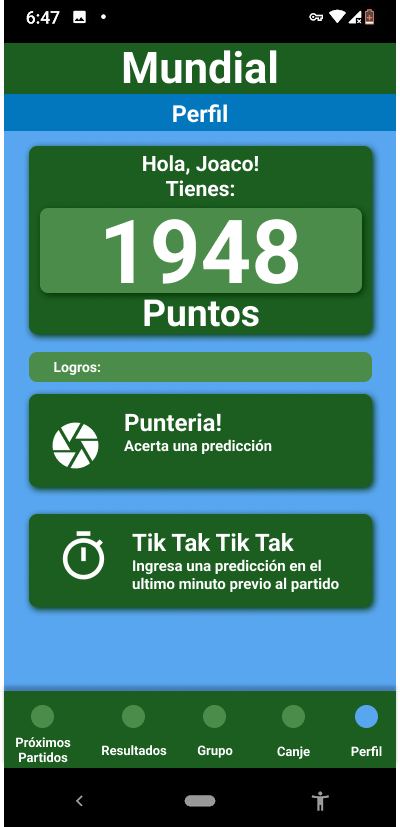 6:47
Mundial
Perfil
Hola, Joaco!
Tienes:
1948
Puntos
Logros:
Punteria!
Acerta una predicción
Tik Tak Tik Tak
Ingresa una predicción en el
ultimo minuto previo al partido
Próximos
Partidos
Resultados
Grupo
Canje
Perfil